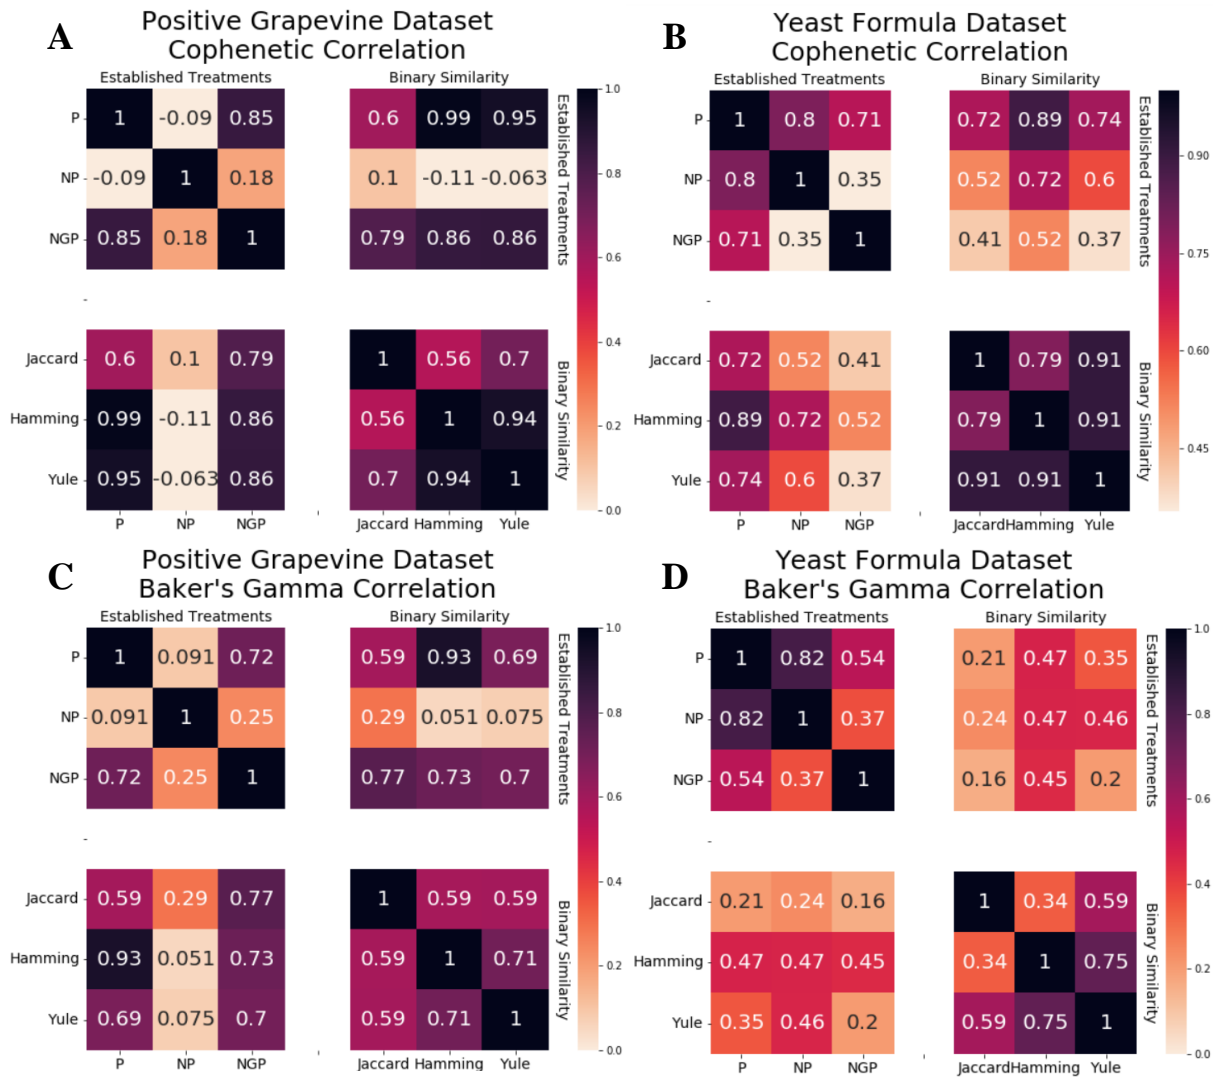 A
Positive Grapevine Dataset
Cophenetic Correlation
Established Treatments
Binary Similarity
P
1 -0.09 0.85
0.6 0.99 0.95
NP
-0.09 1 0.18
0.1 -0.11 -0.063
NGP
0.85 0.18 1
0.79 0.86 0.86
Established Treatments
-
Jaccard
0.6 0.1 0.79
1 0.56 0.7
Hamming
0.99 -0.11 0.86
0.56 1 0.94
Yule
0.95 -0.063 0.86
0.7 0.94 1
Binary Similarity
P NP NGP
Jaccard Hamming Yule
1.0
0.8
0.6
0.4
0.2
0.0
B
Yeast Formula Dataset
Cophenetic Correlation
Established Treatments
Binary Similarity
P
1 0.8 0.71
0.72 0.89 0.74
NP
0.8 1 0.35
0.52 0.72 0.6
NGP
0.71 0.35 1
0.41 0.52 0.37
Established Treatments
-
Jaccard
0.72 0.52 0.41
1 0.79 0.91
Hamming
0.89 0.72 0.52
0.79 1 0.91
Yule
0.74 0.6 0.37
0.91 0.91 1
Binary Similarity
P NP NGP
Jaccard Hamming Yule
0.90
0.75
0.60
0.45
C
Positive Grapevine Dataset
Baker's Gamma Correlation
Established Treatments
Binary Similarity
P
1 0.091 0.72
0.59 0.93 0.69
NP
0.091 1 0.25
0.29 0.051 0.075
NGP
0.72 0.25 1
0.77 0.73 0.7
Established Treatments
-
Jaccard
0.59 0.29 0.77
1 0.59 0.59
Hamming
0.93 0.051 0.73
0.59 1 0.71
Yule
0.69 0.075 0.7
0.59 0.71 1
Binary Similarity
P NP NGP
Jaccard Hamming Yule
1.0
0.8
0.6
0.4
0.2
0.0
D
Yeast Formula Dataset
Baker's Gamma Correlation
Established Treatments
Binary Similarity
P
1 0.82 0.54
0.21 0.47 0.35
NP
0.82 1 0.37
0.24 0.47 0.46
NGP
0.54 0.37 1
0.16 0.45 0.2
Established Treatments
-
Jaccard
0.21 0.24 0.16
1 0.34 0.59
Hamming
0.47 0.47 0.45
0.34 1 0.75
Yule
0.35 0.46 0.2
0.59 0.75 1
Binary Similarity
P NP NGP
Jaccard Hamming Yule
1.0
0.8
0.6
0.4
0.2
0.0